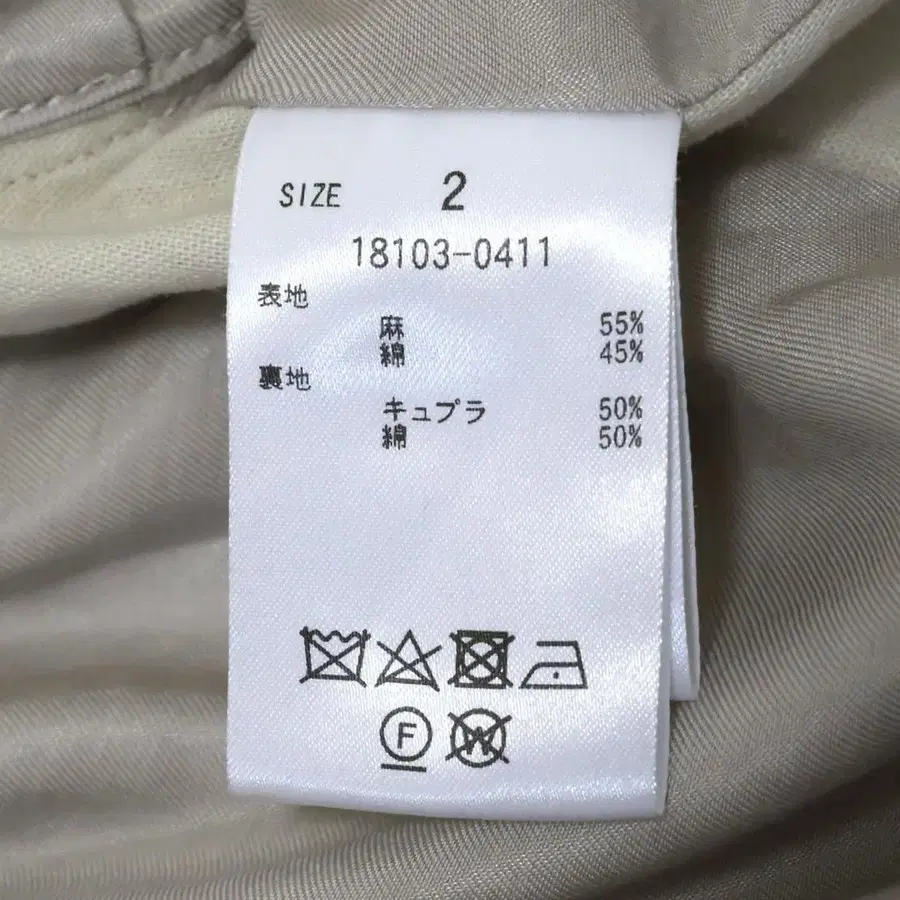 SIZE 2
18103-0411
表地
麻 55%
綿 45%
裏地
キュプラ 50%
綿 50%
F
W